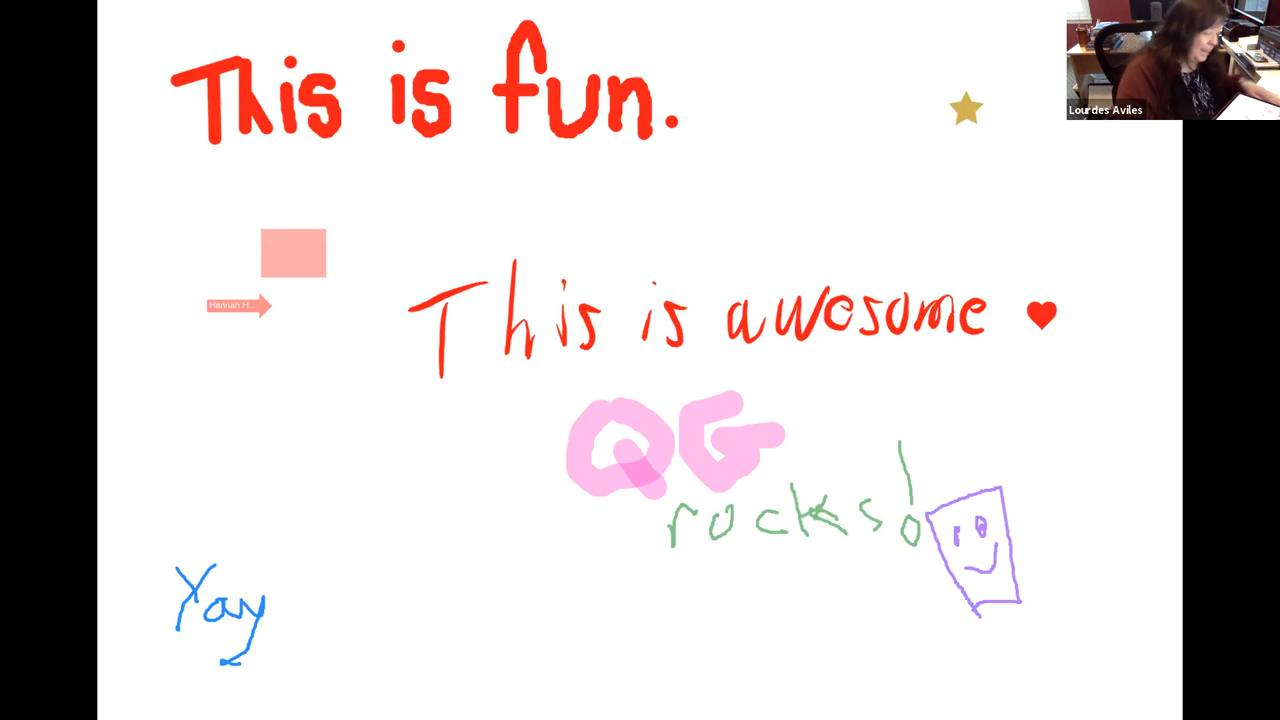 This is fun.
Lourdes Aviles
Hannah H...
This is awesome
QG
rocks!
Yay